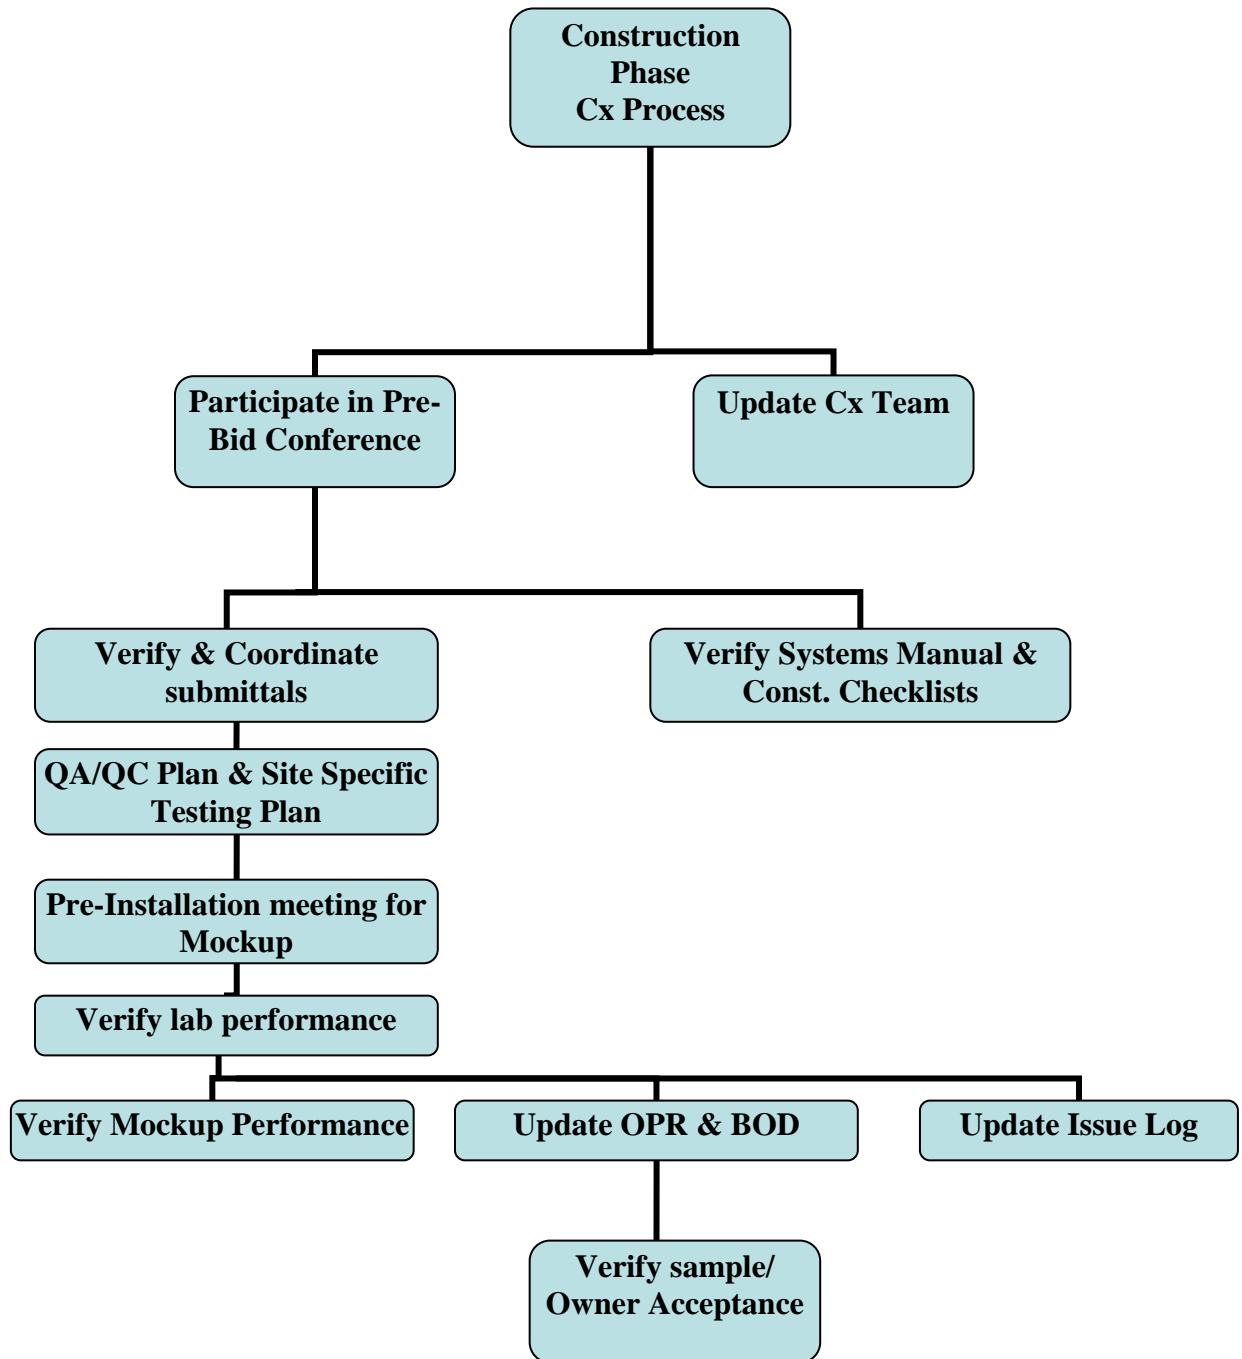 Construction
Phase
Cx Process
Participate in Pre-
Bid Conference
Update Cx Team
Verify & Coordinate
submittals
Verify Systems Manual &
Const. Checklists
QA/QC Plan & Site Specific
Testing Plan
Pre-Installation meeting for
Mockup
Verify lab performance
Verify Mockup Performance
Update OPR & BOD
Update Issue Log
Verify sample/
Owner Acceptance